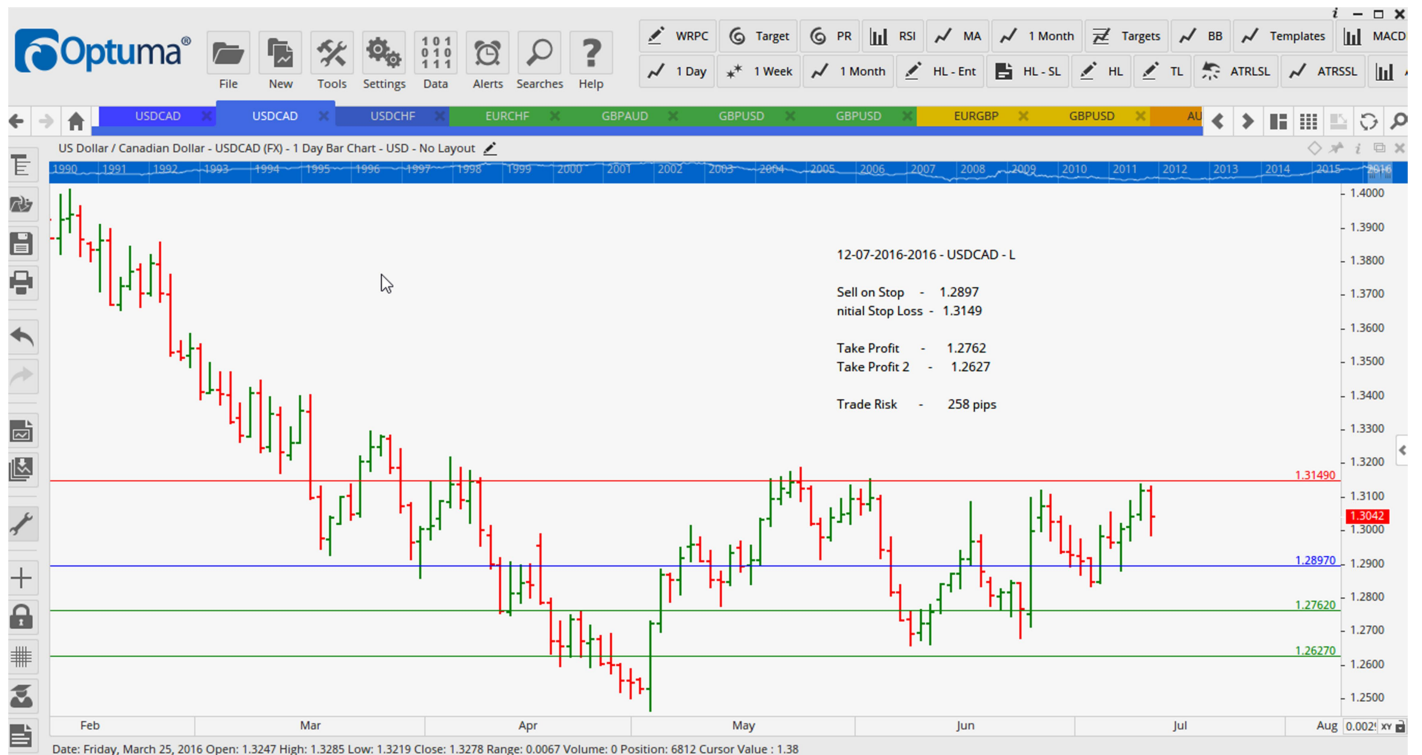 i
Optuma®
File
New
Tools
Settings
101 010 111
Data
Alerts
Searches
?
Help
WRPC
Target
PR
RSI
MA
1 Month
Targets
BB
Templates
MACD
1 Day
1 Week
1 Month
HL - Ent
HL - SL
HL
TL
ATRLSL
ATRSSL
USDCAD
USDCAD
USDCHF
EURCHF
GBPAUD
GBPUSD
GBPUSD
EURGBP
GBPUSD
AU
US Dollar / Canadian Dollar - USDCAD (FX) - 1 Day Bar Chart - USD - No Layout
i
1990 1991 1992 1993 1994 1995 1996 1997 1998 1999 2000 2001 2002 2003 2004 2005 2006 2007 2008 2009 2010 2011 2012 2013 2014 2015 2016
1.4000
1.3900
12-07-2016-2016 - USDCAD - L
1.3800
Sell on Stop - 1.2897
1.3700
nitial Stop Loss - 1.3149
1.3600
Take Profit - 1.2762
1.3500
Take Profit 2 - 1.2627
1.3400
Trade Risk - 258 pips
1.3300
1.3200
1.31490
1.3100
1.3042
1.3000
1.28970
1.2900
1.2800
1.27620
1.2700
1.26270
1.2600
1.2500
Feb Mar Apr May Jun Jul Aug
XY
Date: Friday, March 25, 2016 Open: 1.3247 High: 1.3285 Low: 1.3219 Close: 1.3278 Range: 0.0067 Volume: 0 Position: 6812 Cursor Value : 1.38